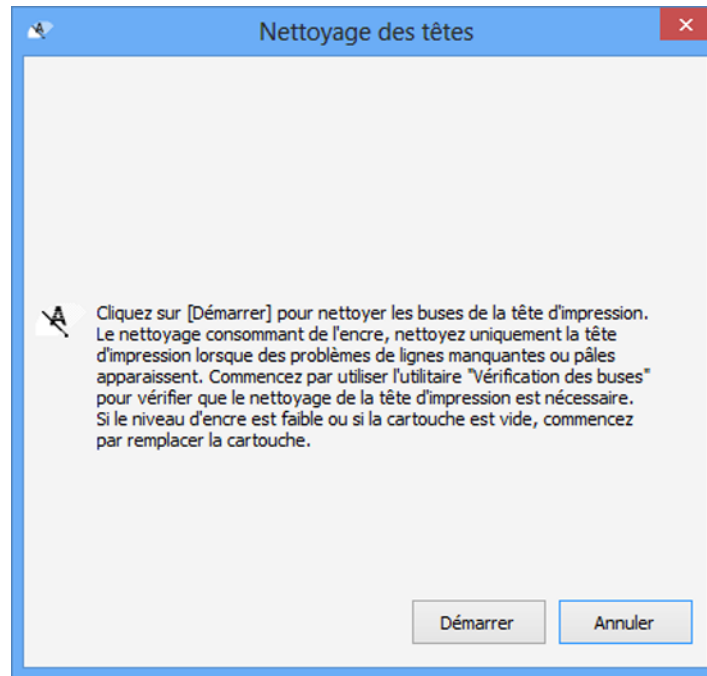 Nettoyage des têtes
Cliquez sur [Démarrer] pour nettoyer les buses de la tête d'impression.
Le nettoyage consommant de l'encre, nettoyez uniquement la tête
d'impression lorsque des problèmes de lignes manquantes ou pâles
apparaissent. Commencez par utiliser l'utilitaire "Vérification des buses"
pour vérifier que le nettoyage de la tête d'impression est nécessaire.
Si le niveau d'encre est faible ou si la cartouche est vide, commencez
par remplacer la cartouche.
Démarrer Annuler